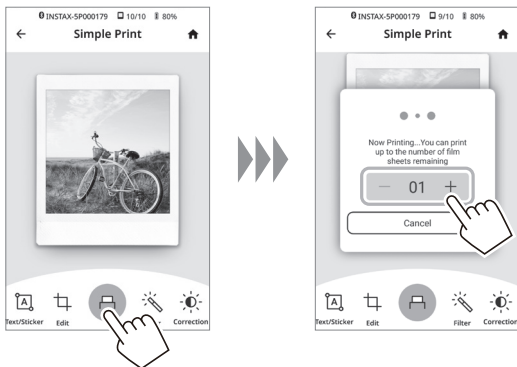 INSTAX-5P000179 10/10 80%
Simple Print
A
Text/Sticker Edit Correction
INSTAX-5P000179 9/10 80%
Simple Print
Now Printing...You can print
up to the number of film
sheets remaining
— 01 +
Cancel
A
Text/Sticker Edit Filter Correction